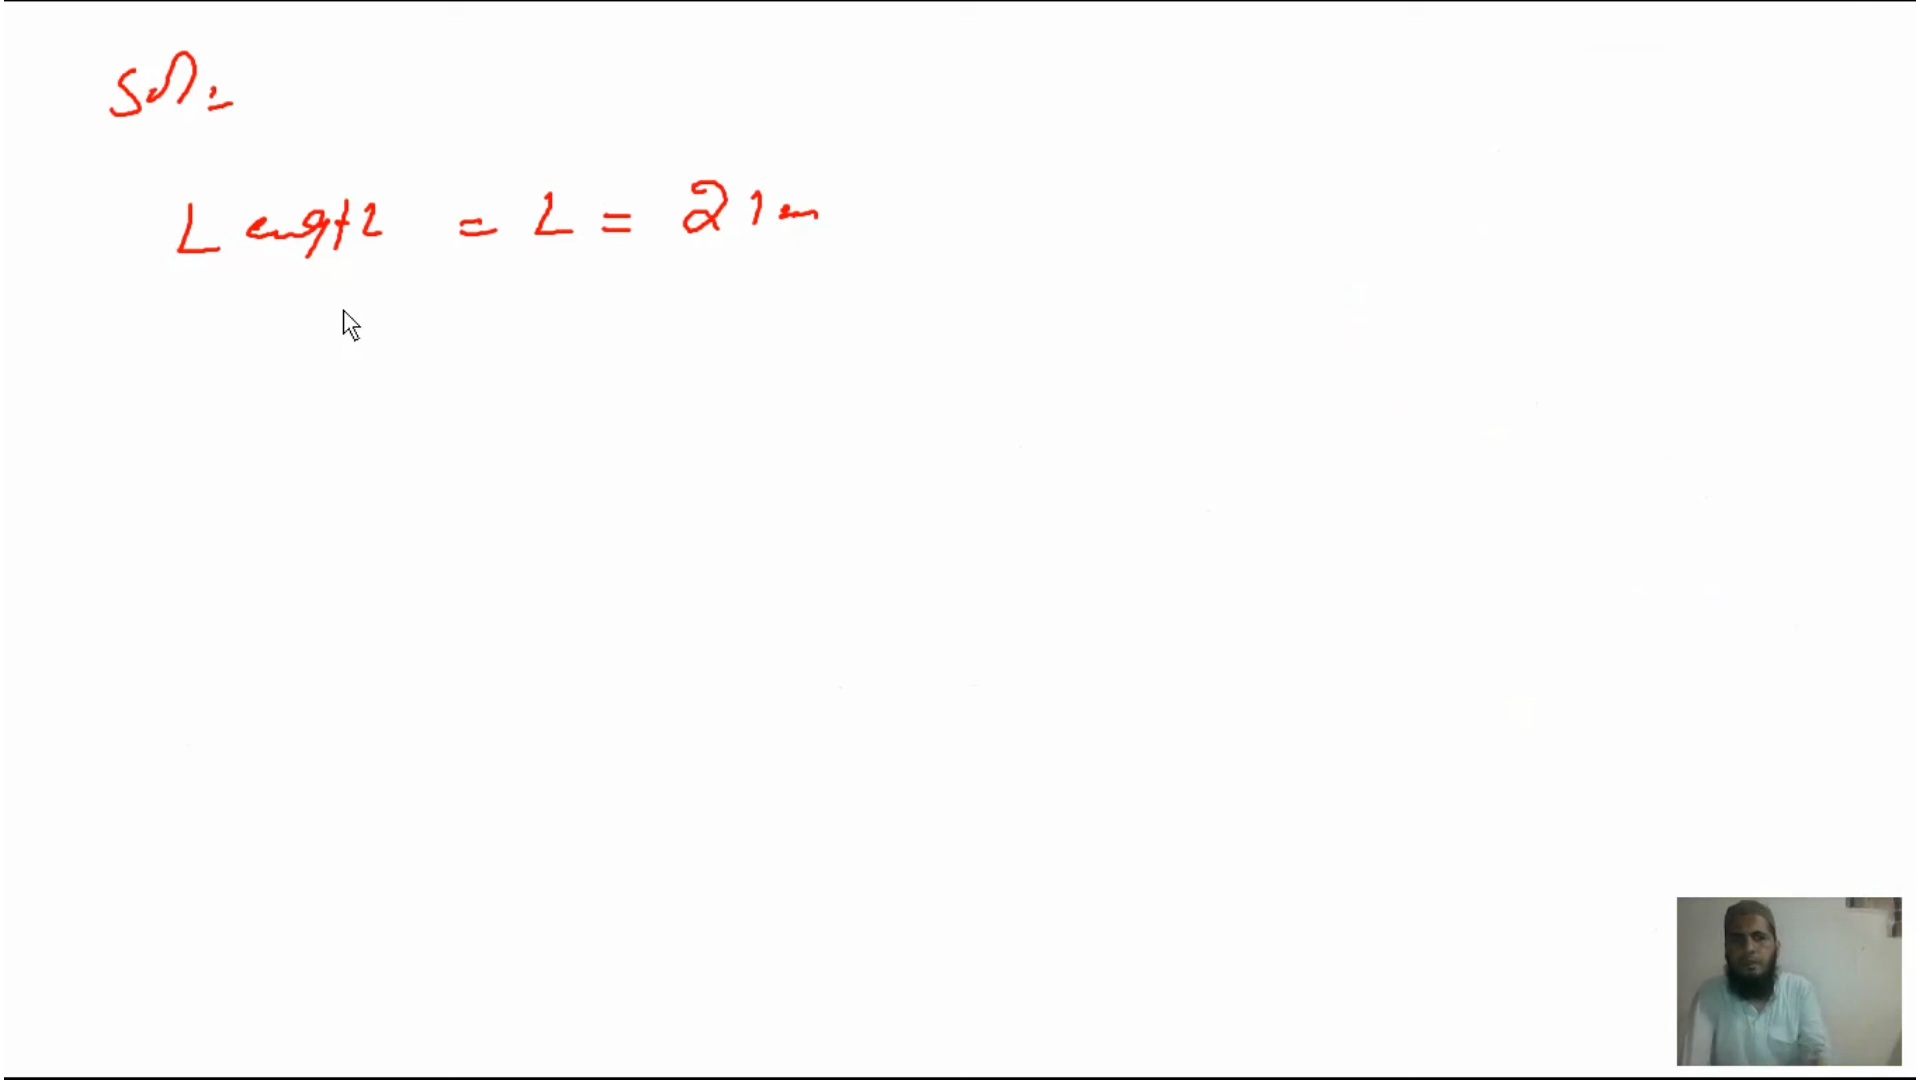 Sol:-
Length = L = 21m